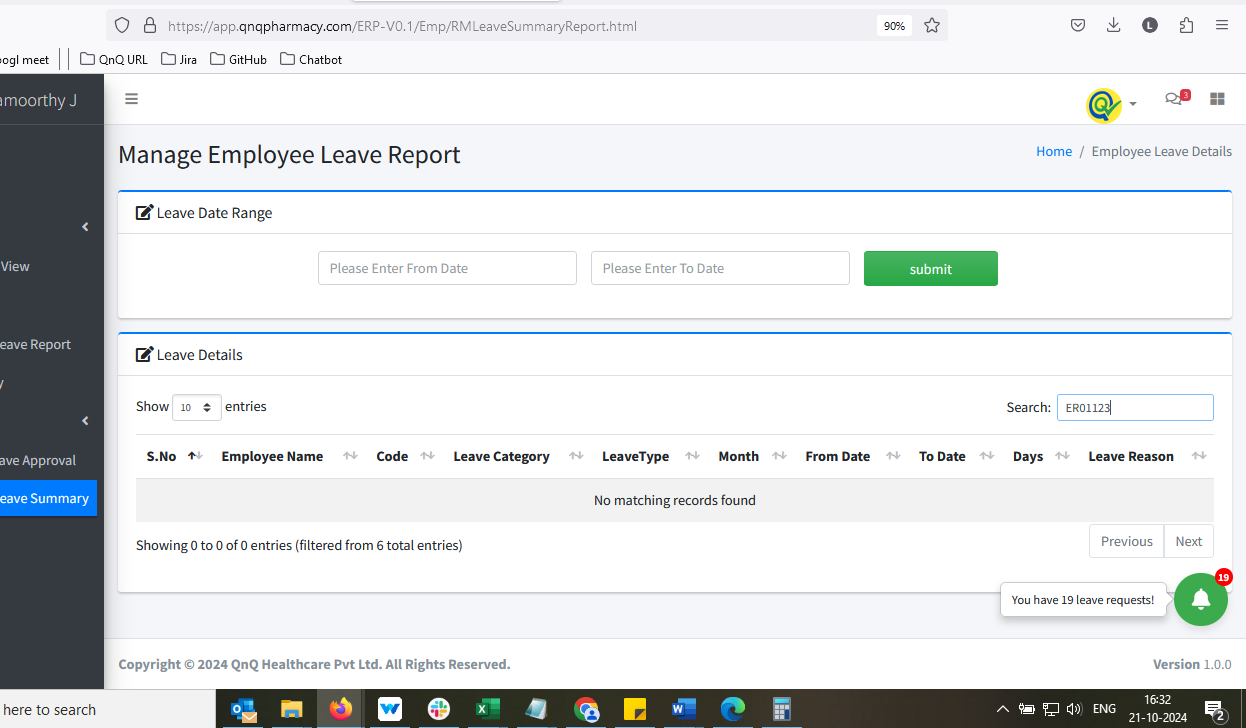 https://app.qnqpharmacy.com/ERP-V0.1/Emp/RMLeaveSummaryReport.html
90%
L
oogl meet
QnQ URL
Jira
GitHub
Chatbot
amoorthy J
3
Manage Employee Leave Report
Home / Employee Leave Details
Leave Date Range
View
Please Enter From Date
Please Enter To Date
submit
eave Report
Leave Details
y
Show 10 entries
Search: ER01123
ave Approval
S.No Employee Name Code Leave Category LeaveType Month From Date To Date Days Leave Reason
eave Summary
No matching records found
Showing 0 to 0 of 0 entries (filtered from 6 total entries)
Previous Next
19
You have 19 leave requests!
Copyright © 2024 QnQ Healthcare Pvt Ltd. All Rights Reserved.
Version 1.0.0
here to search
ENG
16:32
21-10-2024
2